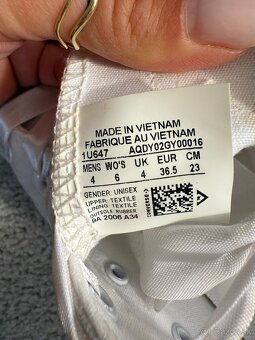 MADE IN VIETNAM
FABRIQUE AU VIETNAM
1U647 AQDY02GY00016
MENS WO'S UK EUR CM
4 6 4 36.5 23
GENDER: UNISEX
UPPER: TEXTILE
LINING: TEXTILE
OUTSOLE: RUBBER
9A 2006 A34